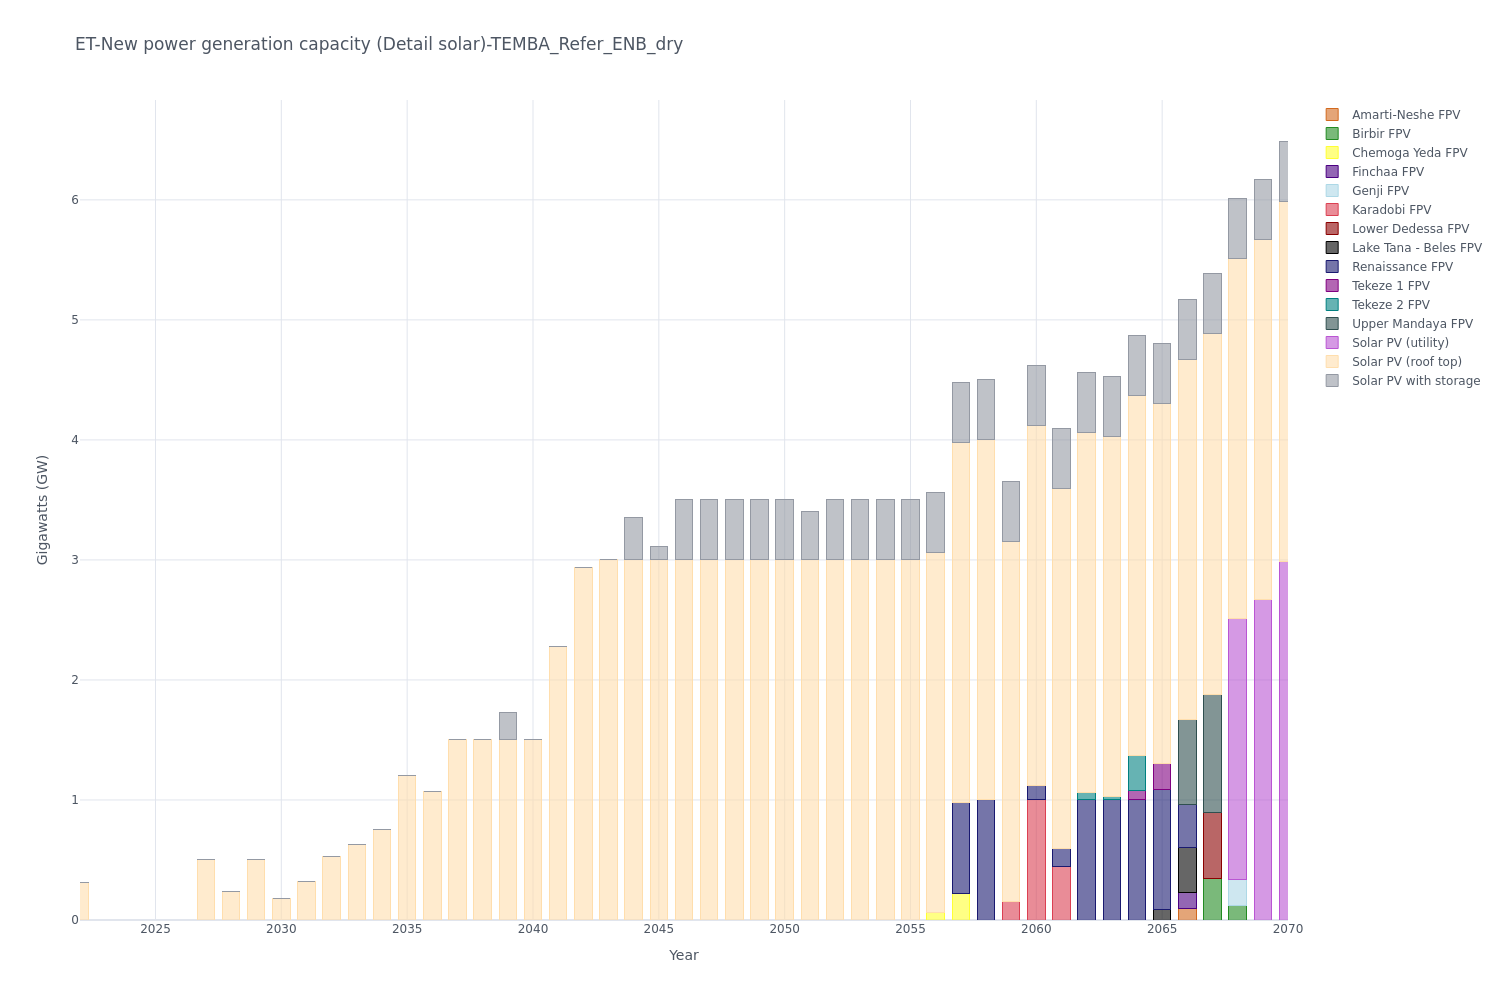 ET-New power generation capacity (Detail solar)-TEMBA_Refer_ENB_dry
Gigawatts (GW)
6
5
4
3
2
1
0
2025 2030 2035 2040 2045 2050 2055 2060 2065 2070
Year
Amarti-Neshe FPV
Birbir FPV
Chemoga Yeda FPV
Finchaa FPV
Genji FPV
Karadobi FPV
Lower Dedessa FPV
Lake Tana - Beles FPV
Renaissance FPV
Tekeze 1 FPV
Tekeze 2 FPV
Upper Mandaya FPV
Solar PV (utility)
Solar PV (roof top)
Solar PV with storage